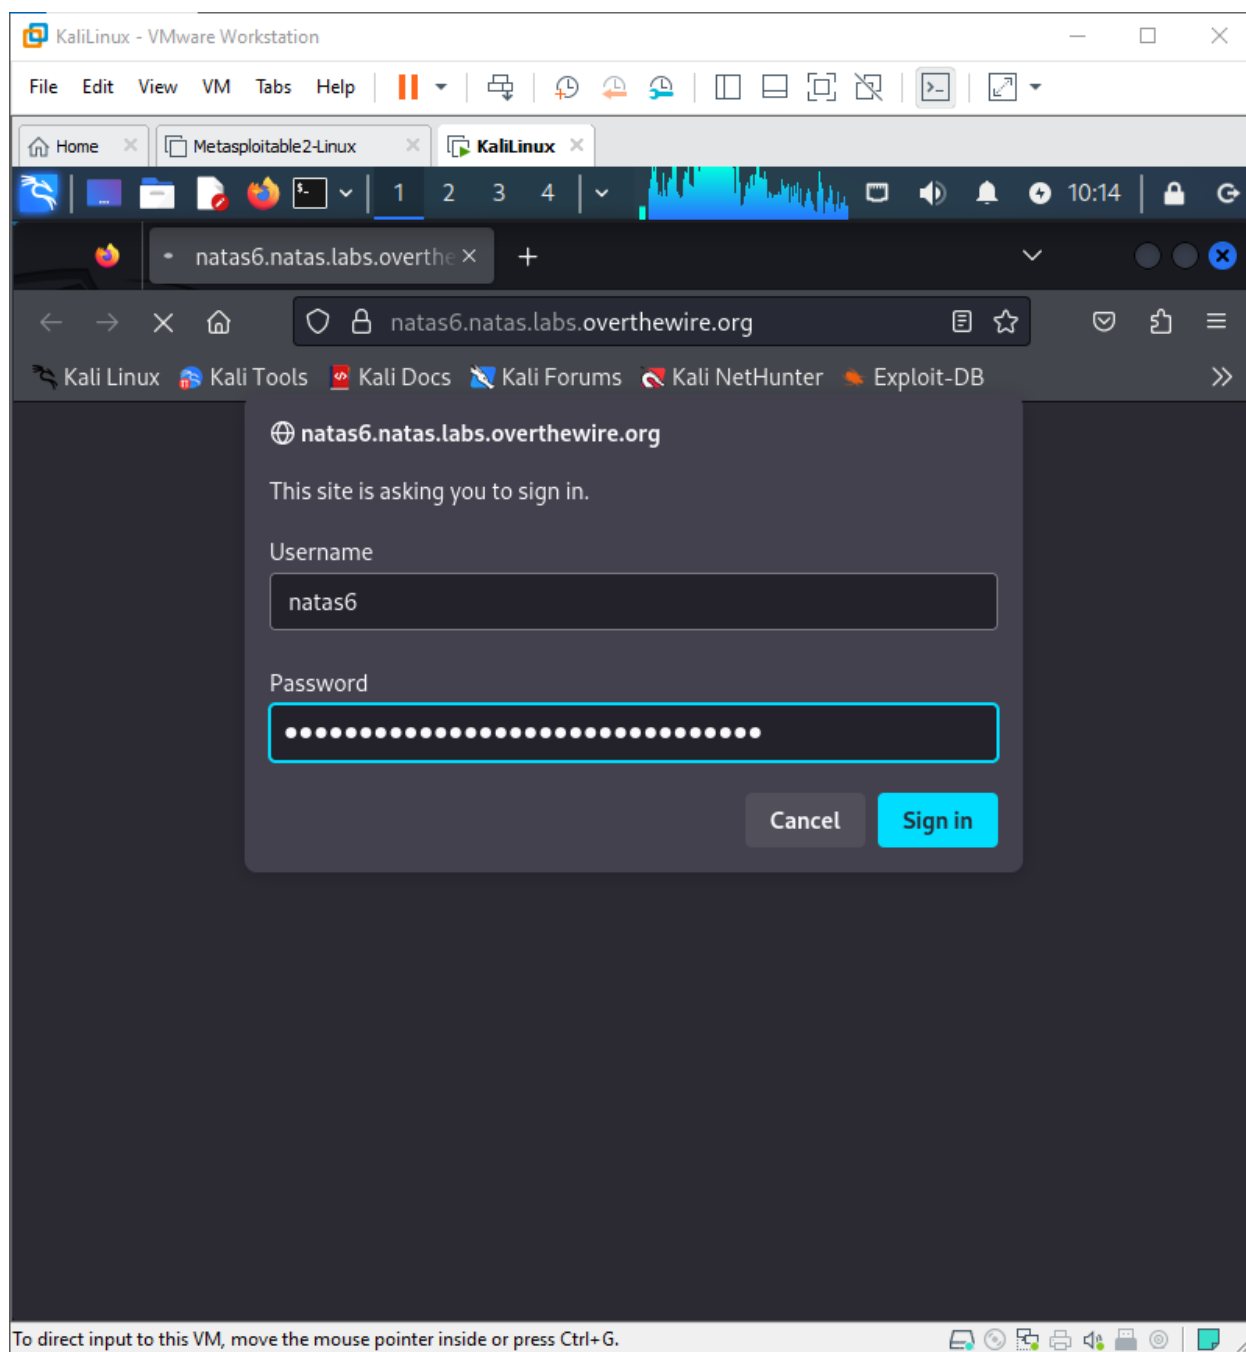 KaliLinux - VMware Workstation
File Edit View VM Tabs Help
Home Metasploitable2-Linux KaliLinux
1 2 3 4 10:14
natas6.natas.labs.overthe
natas6.natas.labs.overthewire.org
Kali Linux Kali Tools Kali Docs Kali Forums Kali NetHunter Exploit-DB
natas6.natas.labs.overthewire.org
This site is asking you to sign in.
Username
natas6
Password
••••••••••••••••••••••••••••••••
Cancel Sign in
To direct input to this VM, move the mouse pointer inside or press Ctrl+G.